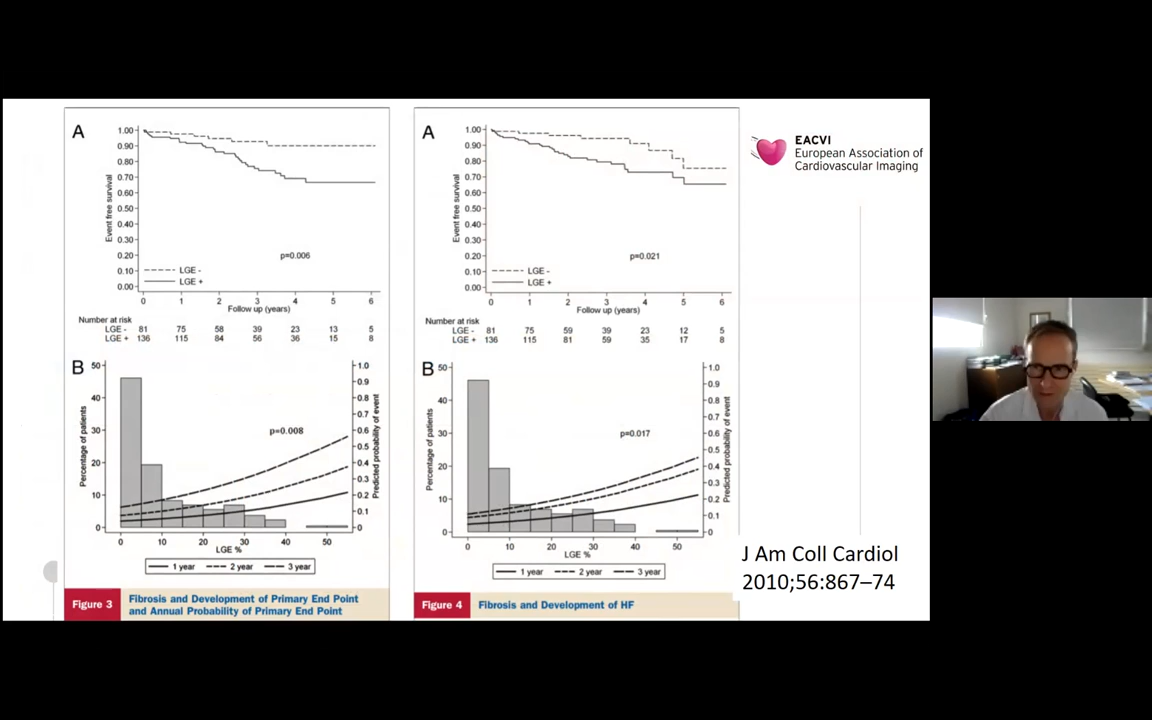 A
1.00
0.90
0.80
0.70
0.60
0.50
0.40
0.30
0.20
0.10
0.00
Event free survival
p=0.006
LGE -
LGE +
0 1 2 3 4 5 6
Follow up (years)
Number at risk
LGE - 81 75 58 39 23 13 5
LGE + 136 115 84 56 36 15 8
B
50
40
30
20
10
0
Percentage of patients
p=0.008
1.0
0.9
0.8
0.7
0.6
0.5
0.4
0.3
0.2
0.1
0
Predicted probability of event
0 10 20 30 40 50
LGE %
1 year 2 year 3 year
Figure 3
Fibrosis and Development of Primary End Point
and Annual Probability of Primary End Point
A
1.00
0.90
0.80
0.70
0.60
0.50
0.40
0.30
0.20
0.10
0.00
Event free survival
p=0.021
LGE -
LGE +
0 1 2 3 4 5 6
Follow up (years)
Number at risk
LGE - 81 75 59 39 23 12 5
LGE + 136 115 81 59 35 17 8
B
50
40
30
20
10
0
Percentage of patients
p=0.017
1.0
0.9
0.8
0.7
0.6
0.5
0.4
0.3
0.2
0.1
0
Predicted probability of event
0 10 20 30 40 50
LGE %
1 year 2 year 3 year
Figure 4
Fibrosis and Development of HF
EACVI
European Association of
Cardiovascular Imaging
J Am Coll Cardiol
2010;56:867–74